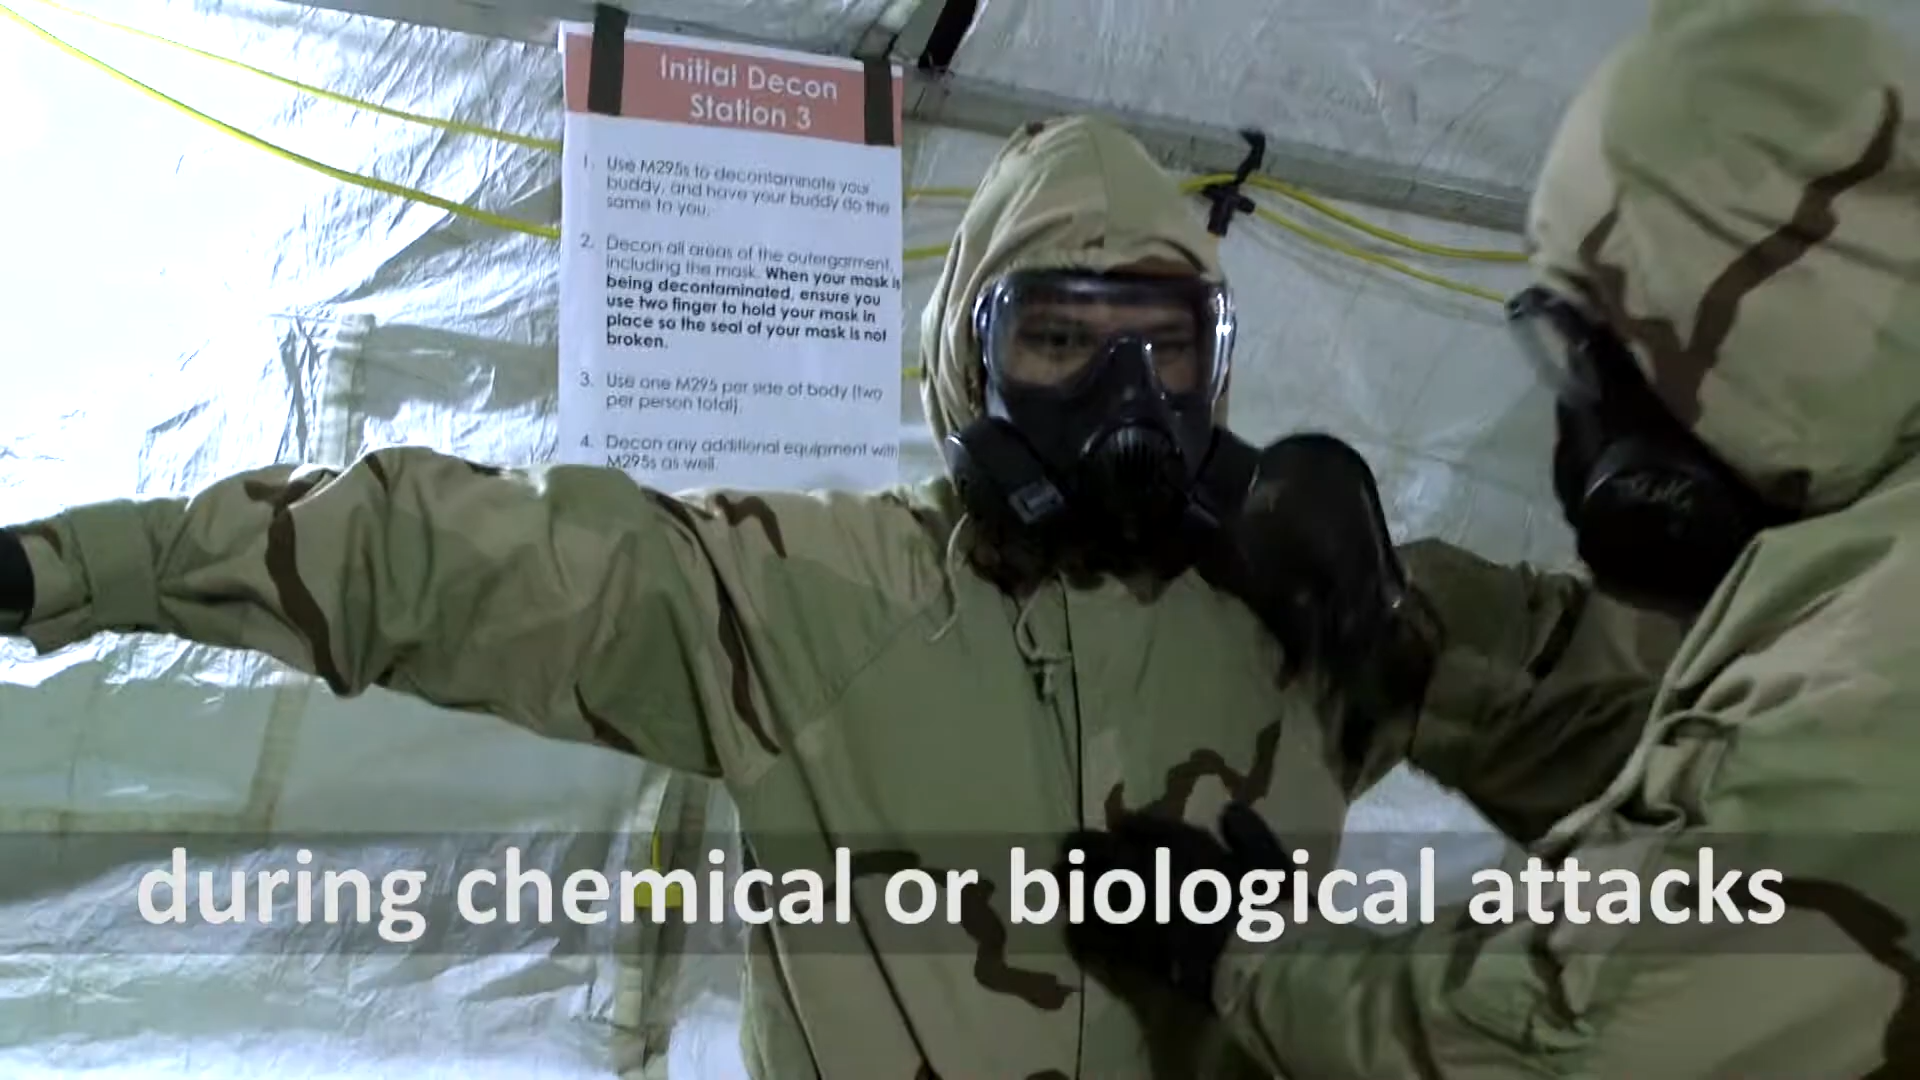 Initial Decon
Station 3
1. Use M295s to decontaminate your
buddy, and have your buddy do the
same to you.
2. Decon all areas of the outergarment,
including the mask. When your mask is
being decontaminated, ensure you
use two finger to hold your mask in
place so the seal of your mask is not
broken.
3. Use one M295 per side of body (two
per person total).
4. Decon any additional equipment with
M295s as well.
during chemical or biological attacks